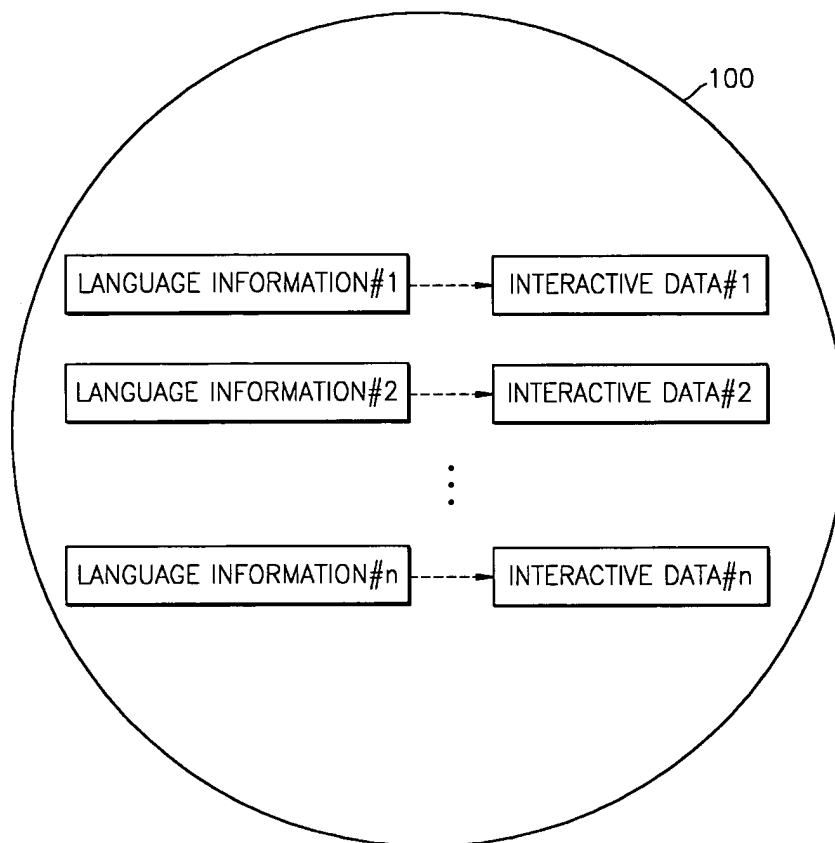 100
LANGUAGE INFORMATION#1 INTERACTIVE DATA#1
LANGUAGE INFORMATION#2 INTERACTIVE DATA#2
LANGUAGE INFORMATION#n INTERACTIVE DATA#n